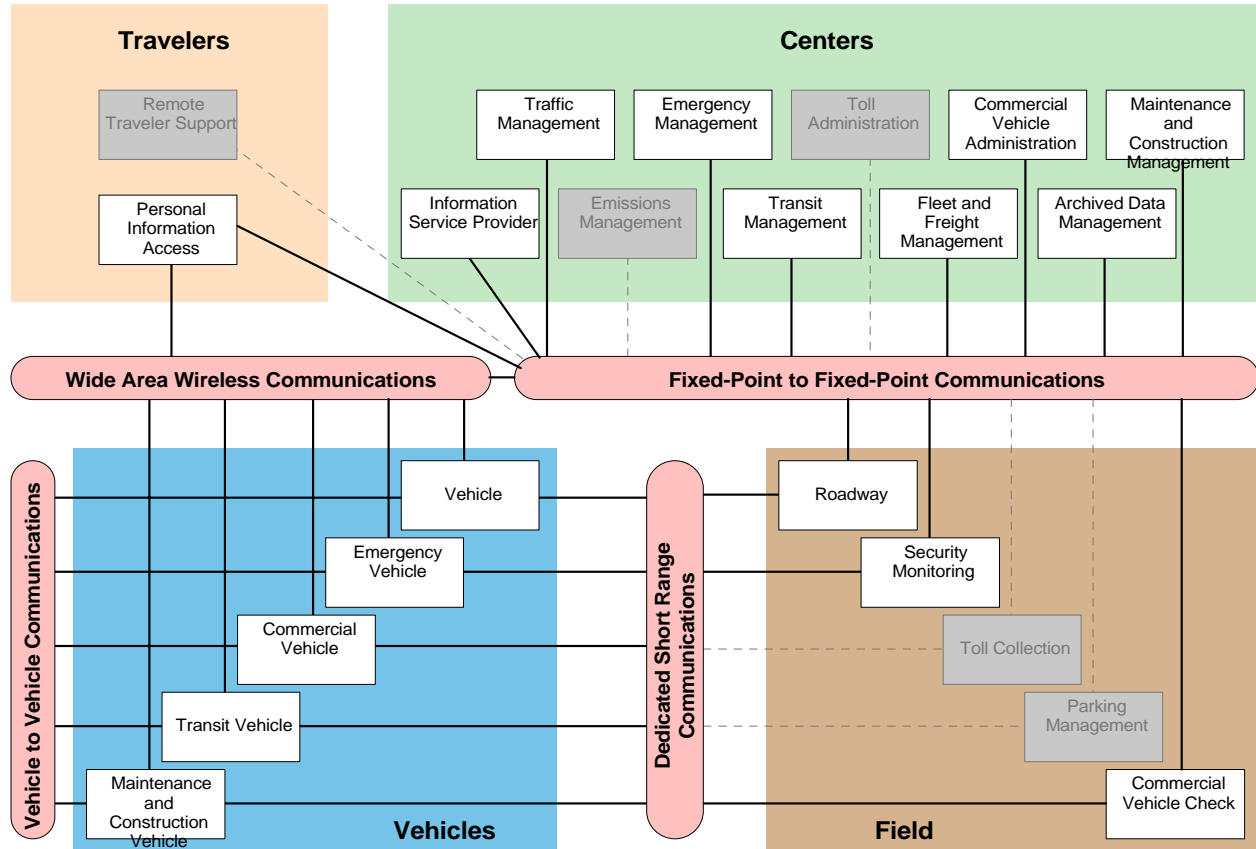 Travelers
Centers
Remote
Traveler Support
Traffic
Management
Emergency
Management
Toll
Administration
Commercial
Vehicle
Administration
Maintenance
and
Construction
Management
Personal
Information
Access
Information
Service Provider
Emissions
Management
Transit
Management
Fleet and
Freight
Management
Archived Data
Management
Wide Area Wireless Communications
Fixed-Point to Fixed-Point Communications
Vehicle to Vehicle Communications
Vehicle
Emergency
Vehicle
Commercial
Vehicle
Transit Vehicle
Maintenance
and
Construction
Vehicle
Vehicles
Dedicated Short Range
Communications
Roadway
Security
Monitoring
Toll Collection
Parking
Management
Commercial
Vehicle Check
Field